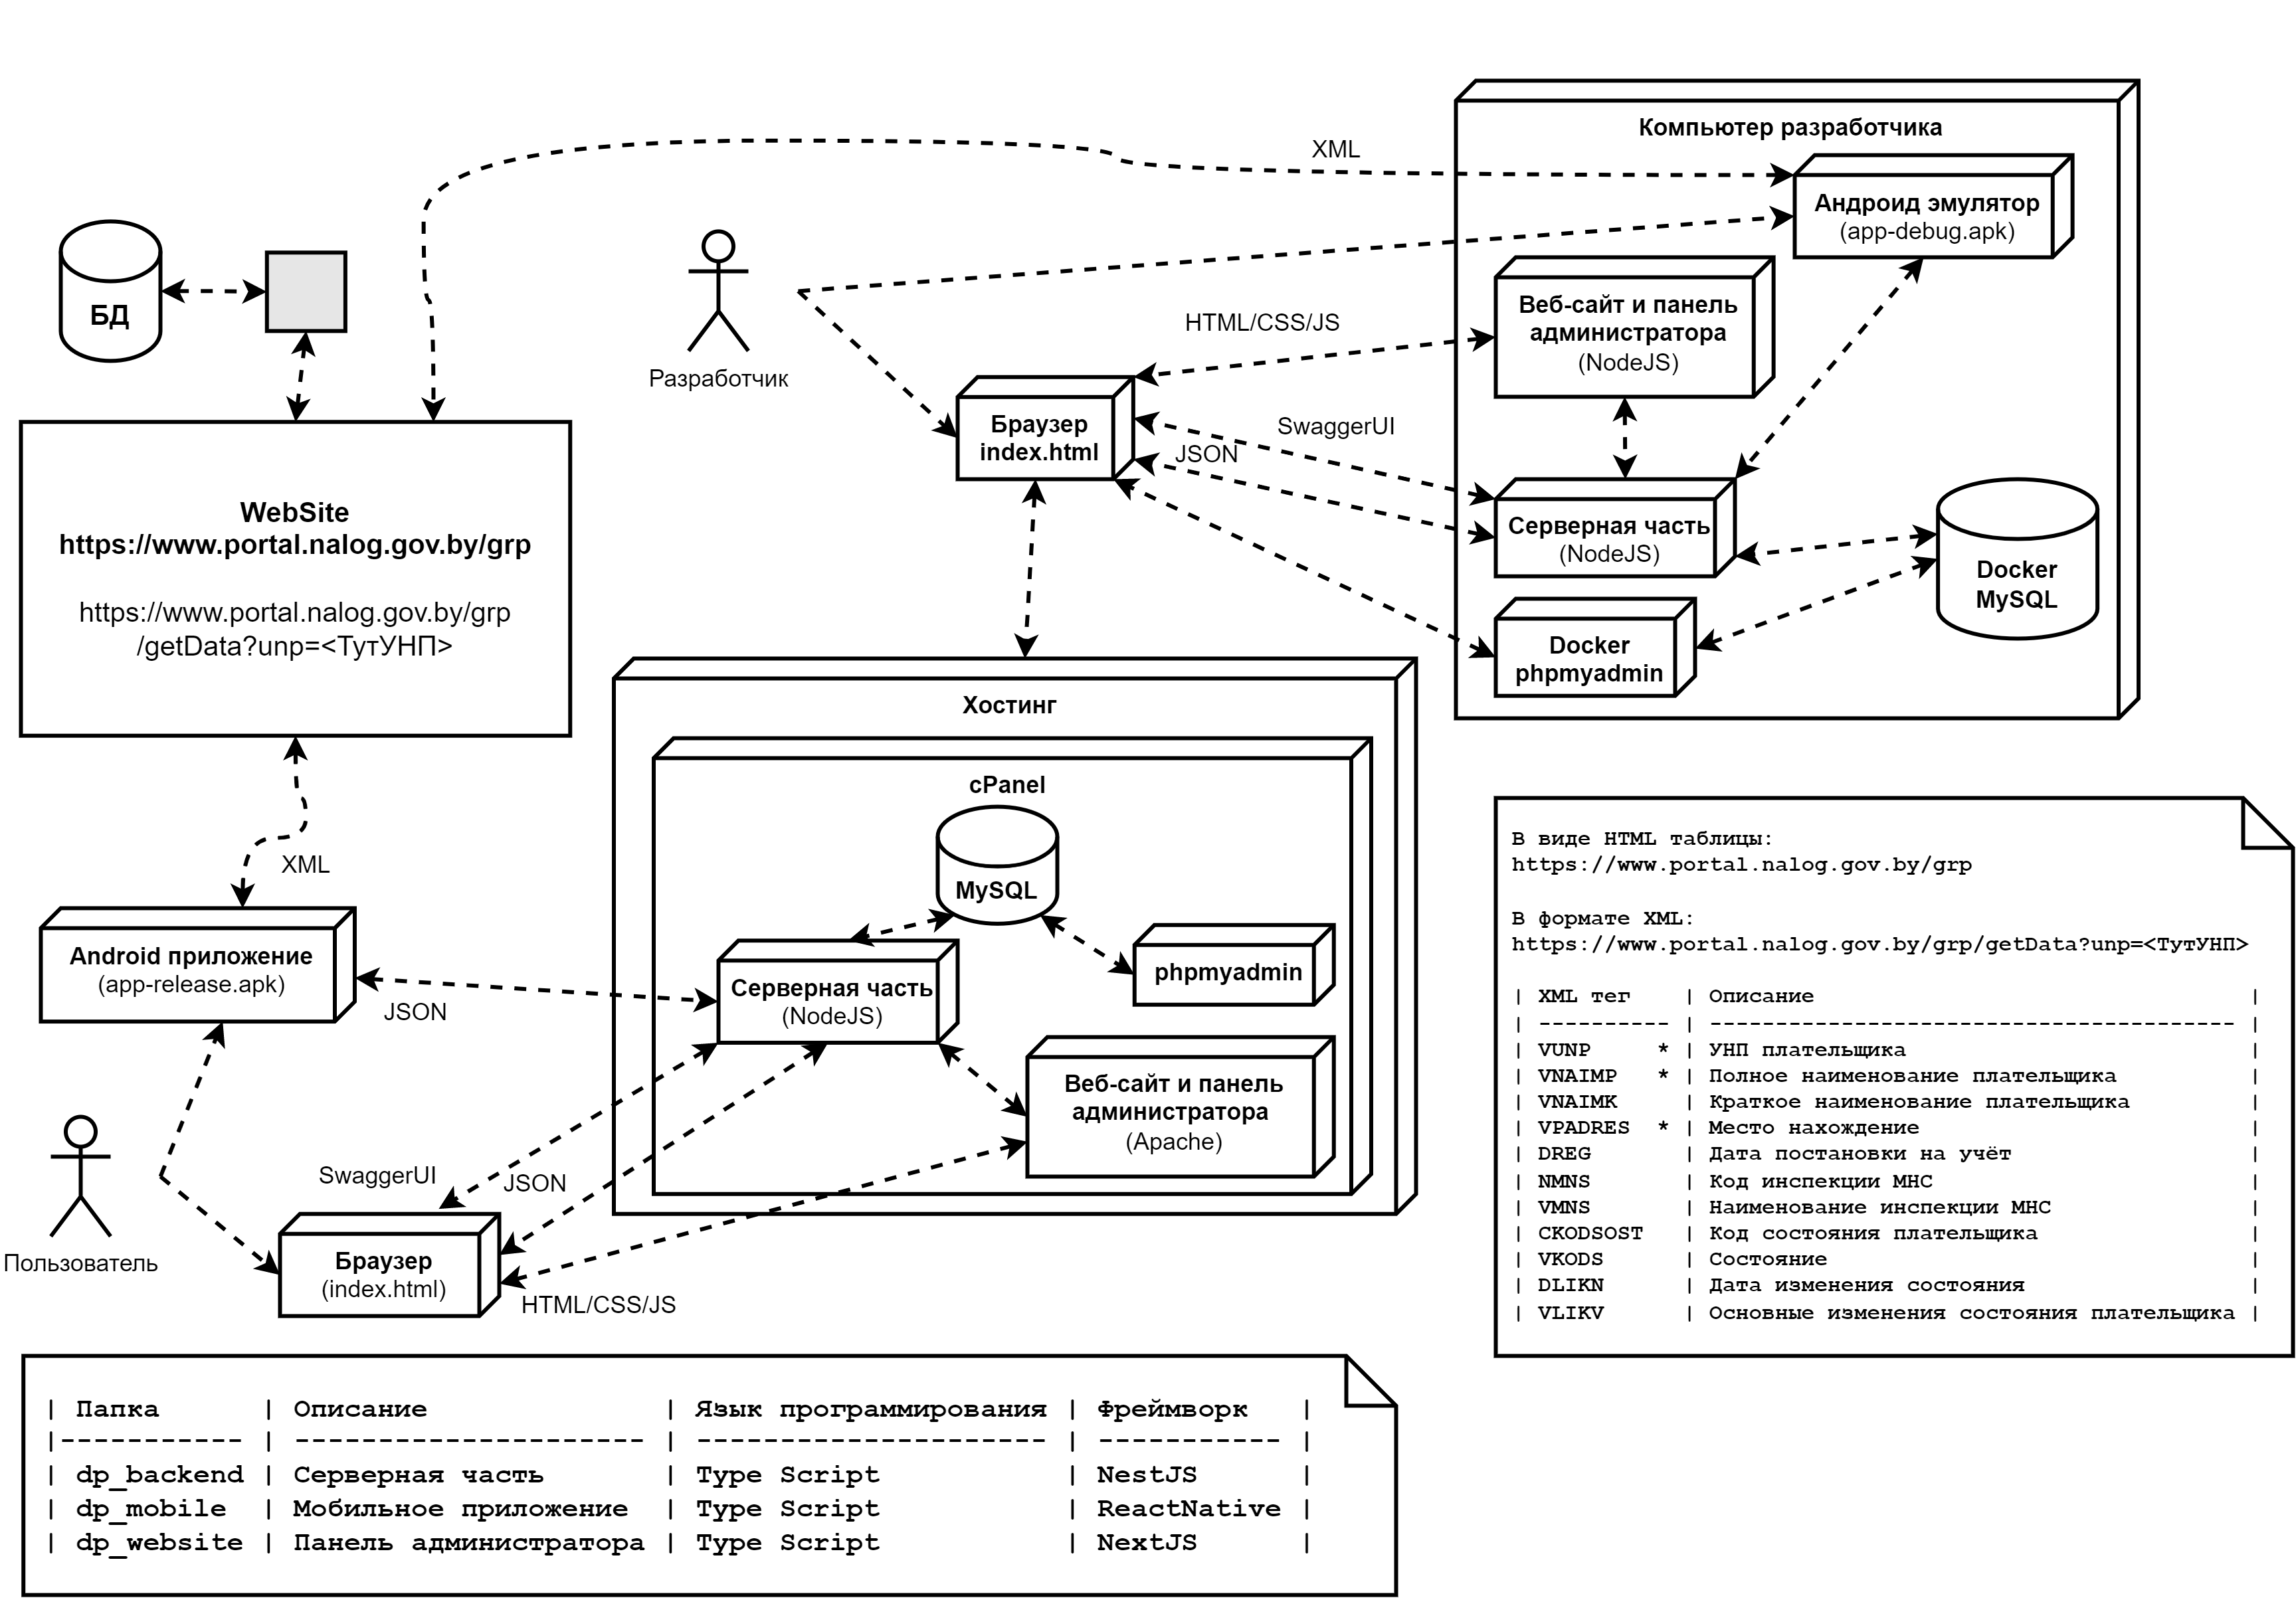 Компьютер разработчика
XML
Андроид эмулятор
(app-debug.apk)
БД
Разработчик
HTML/CSS/JS
Веб-сайт и панель
администратора
(NodeJS)
Браузер
index.html
SwaggerUI
JSON
WebSite
https://www.portal.nalog.gov.by/grp
https://www.portal.nalog.gov.by/grp
/getData?unp=<ТутУНП>
Серверная часть
(NodeJS)
Docker
MySQL
Docker
phpmyadmin
Хостинг
cPanel
MySQL
phpmyadmin
Серверная часть
(NodeJS)
Веб-сайт и панель
администратора
(Apache)
XML
Android приложение
(app-release.apk)
JSON
Пользователь
SwaggerUI
JSON
Браузер
(index.html)
HTML/CSS/JS
В виде HTML таблицы:
https://www.portal.nalog.gov.by/grp
В формате XML:
https://www.portal.nalog.gov.by/grp/getData?unp=<ТутУНП>
| XML тег    | Описание                                 |
| ---------- | ---------------------------------------- |
| VUNP     * | УНП плательщика                          |
| VNAIMP   * | Полное наименование плательщика          |
| VNAIMK     | Краткое наименование плательщика         |
| VPADRES  * | Место нахождение                         |
| DREG       | Дата постановки на учёт                  |
| NMNS       | Код инспекции МНС                        |
| VMNS       | Наименование инспекции МНС               |
| CKODSOST   | Код состояния плательщика                |
| VKODS      | Состояние                                |
| DLIKN      | Дата изменения состояния                 |
| VLIKV      | Основные изменения состояния плательщика |
| Папка      | Описание              | Язык программирования | Фреймворк   |
|----------- | --------------------- | --------------------- | ----------- |
| dp_backend | Серверная часть       | Type Script           | NestJS      |
| dp_mobile  | Мобильное приложение  | Type Script           | ReactNative |
| dp_website | Панель администратора | Type Script           | NextJS      |